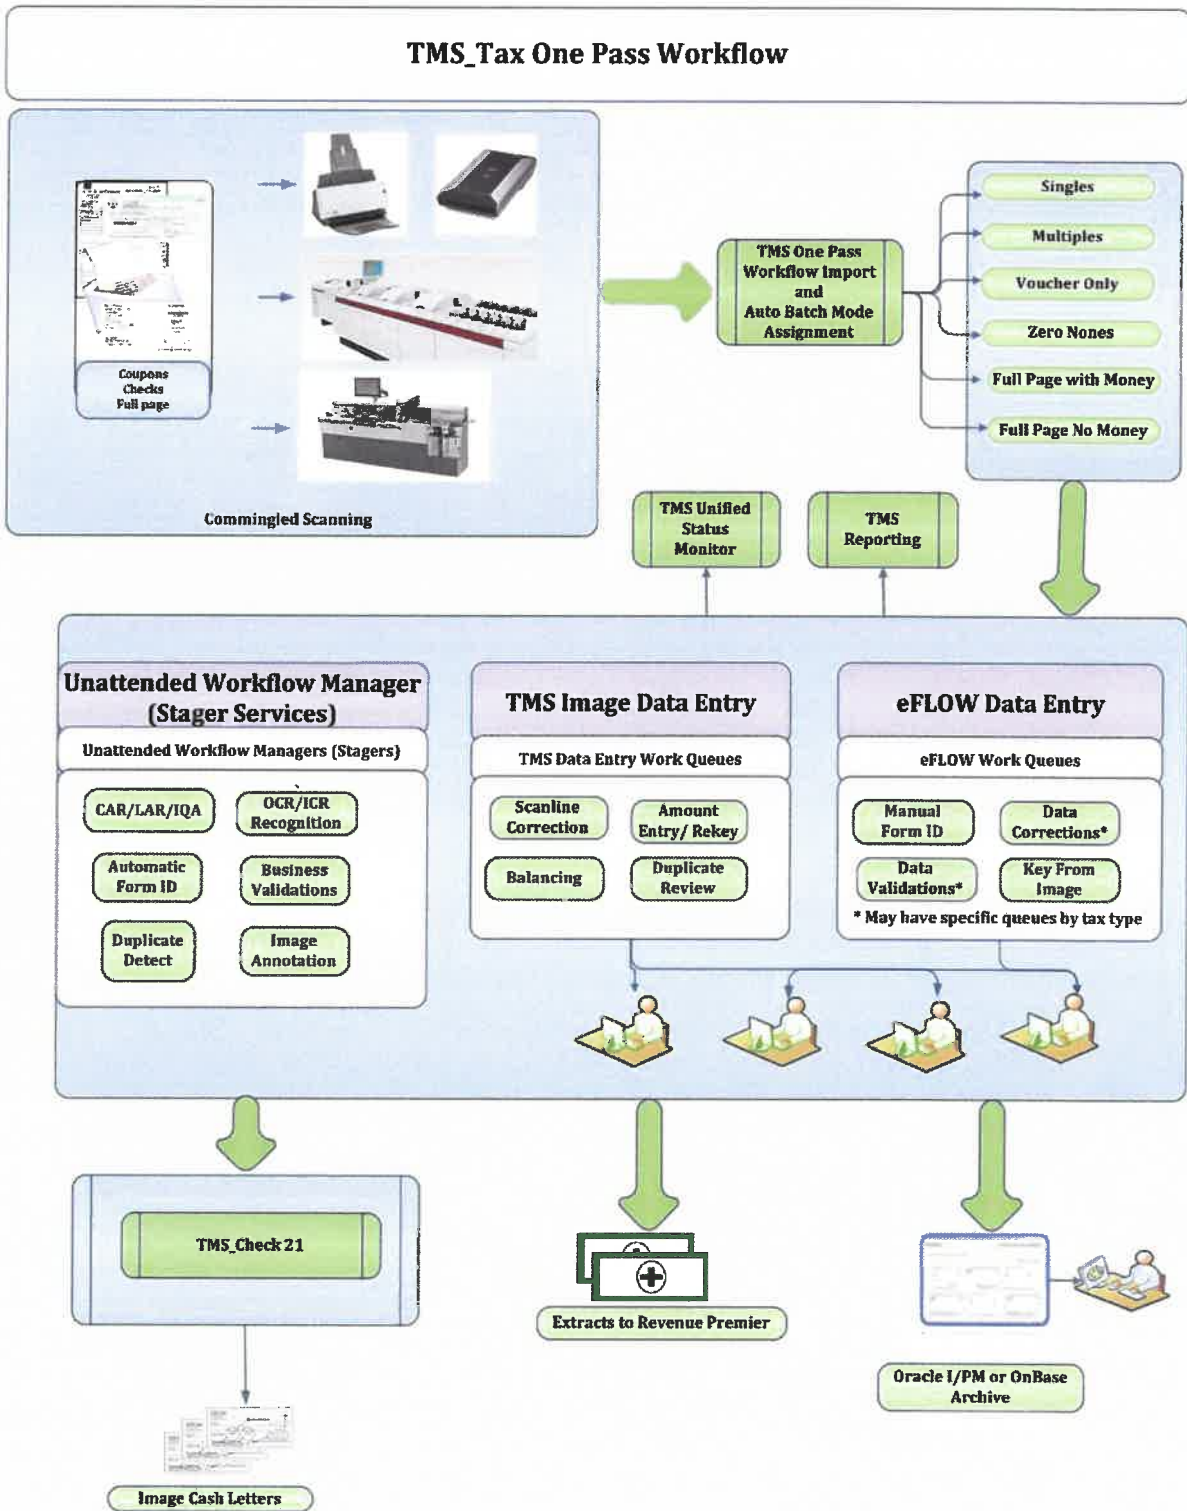 TMS_Tax One Pass Workflow
Coupons
Checks
Full page
Commingled Scanning
TMS One Pass
Workflow Import
and
Auto Batch Mode
Assignment
Singles
Multiples
Voucher Only
Zero Nones
Full Page with Money
Full Page No Money
TMS Unified
Status
Monitor
TMS
Reporting
Unattended Workflow Manager
(Stager Services)
Unattended Workflow Managers (Stagers)
CAR/LAR/IQA
OCR/ICR
Recognition
Automatic
Form ID
Business
Validations
Duplicate
Detect
Image
Annotation
TMS Image Data Entry
TMS Data Entry Work Queues
Scanline
Correction
Amount
Entry/ Rekey
Balancing
Duplicate
Review
eFLOW Data Entry
eFLOW Work Queues
Manual
Form ID
Data
Corrections*
Data
Validations*
Key From
Image
* May have specific queues by tax type
TMS_Check 21
Image Cash Letters
Extracts to Revenue Premier
Oracle I/PM or OnBase
Archive